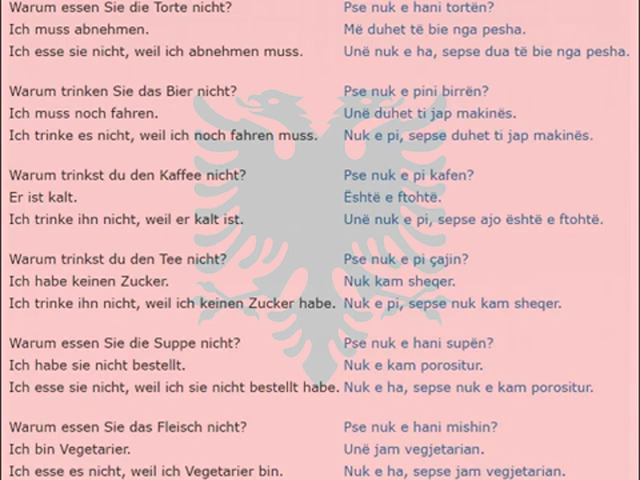 Warum essen Sie die Torte nicht? Pse nuk e hani tortën?
Ich muss abnehmen. Më duhet të bie nga pesha.
Ich esse sie nicht, weil ich abnehmen muss. Unë nuk e ha, sepse dua të bie nga pesha.
Warum trinken Sie das Bier nicht? Pse nuk e pini birrën?
Ich muss noch fahren. Unë duhet ti jap makinës.
Ich trinke es nicht, weil ich noch fahren muss. Nuk e pi, sepse duhet ti jap makinës.
Warum trinkst du den Kaffee nicht? Pse nuk e pi kafen?
Er ist kalt. Është e ftohtë.
Ich trinke ihn nicht, weil er kalt ist. Unë nuk e pi, sepse ajo është e ftohtë.
Warum trinkst du den Tee nicht? Pse nuk e pi çajin?
Ich habe keinen Zucker. Nuk kam sheqer.
Ich trinke ihn nicht, weil ich keinen Zucker habe. Nuk e pi, sepse nuk kam sheqer.
Warum essen Sie die Suppe nicht? Pse nuk e hani supën?
Ich habe sie nicht bestellt. Nuk e kam porositur.
Ich esse sie nicht, weil ich sie nicht bestellt habe. Nuk e ha, sepse nuk e kam porositur.
Warum essen Sie das Fleisch nicht? Pse nuk e hani mishin?
Ich bin Vegetarier. Unë jam vegjetarian.
Ich esse es nicht, weil ich Vegetarier bin. Nuk e ha, sepse jam vegjetarian.